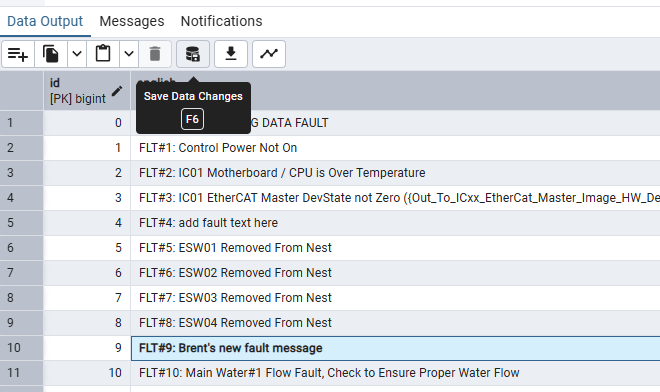 Data Output Messages Notifications
id
[PK] bigint
Save Data Changes
F6
1 0 G DATA FAULT
2 1 FLT#1: Control Power Not On
3 2 FLT#2: IC01 Motherboard / CPU is Over Temperature
4 3 FLT#3: IC01 EtherCAT Master DevState not Zero ({Out_To_ICxx_EtherCat_Master_Image_HW_De
5 4 FLT#4: add fault text here
6 5 FLT#5: ESW01 Removed From Nest
7 6 FLT#6: ESW02 Removed From Nest
8 7 FLT#7: ESW03 Removed From Nest
9 8 FLT#8: ESW04 Removed From Nest
10 9 FLT#9: Brent's new fault message
11 10 FLT#10: Main Water#1 Flow Fault, Check to Ensure Proper Water Flow